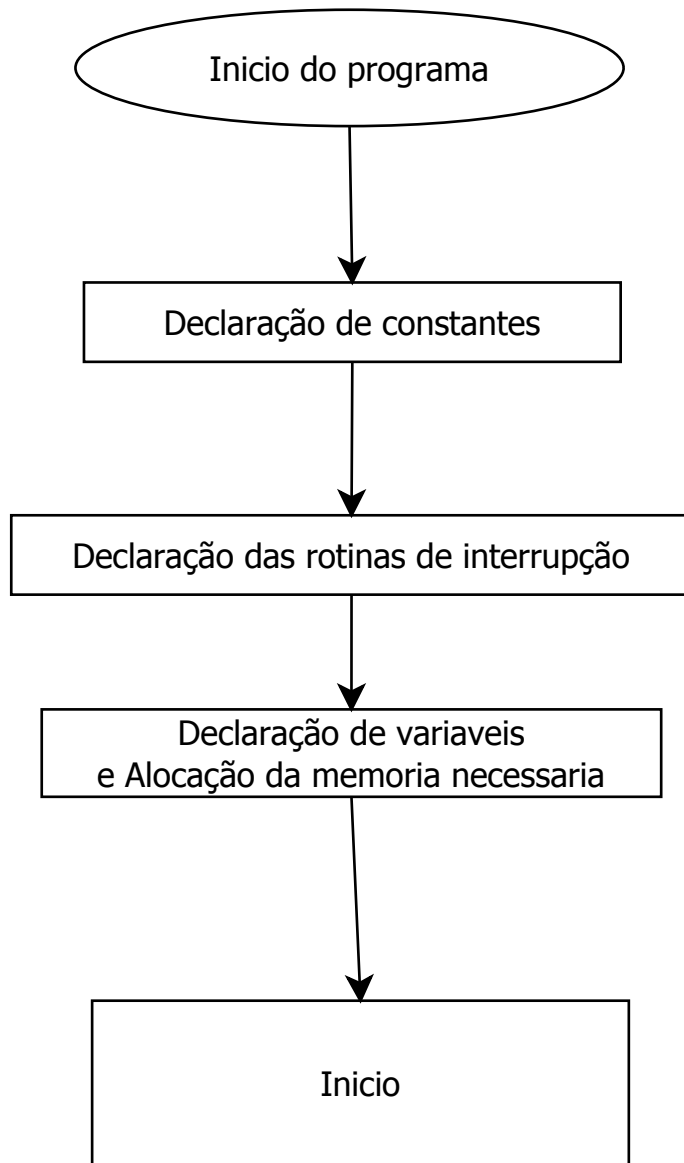 Inicio do programa
Declaração de constantes
Declaração das rotinas de interrupção
Declaração de variaveis
e Alocação da memoria necessaria
Inicio